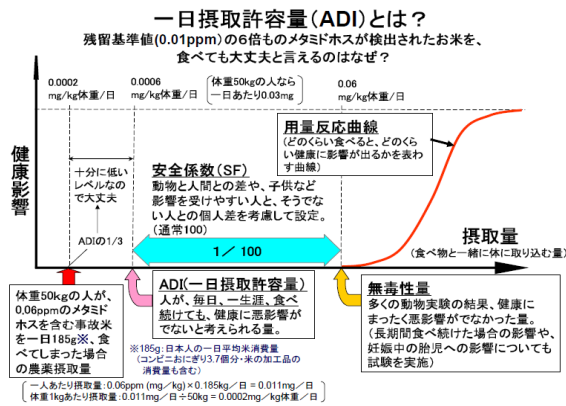 一日摂取許容量(ADI)とは?
残留基準値(0.01ppm)の6倍ものメタミドホスが検出されたお米を、
食べても大丈夫と言えるのはなぜ?
0.0002
mg/kg体重/日
0.0006
mg/kg体重/日
体重50kgの人なら
一日あたり0.03mg
0.06
mg/kg体重/日
健康影響
用量反応曲線
(どのくらい食べると、どのく
らい健康に影響が出るかを表わ
す曲線)
十分に低い
レベルなの
で大丈夫
ADIの1/3
安全係数(SF)
動物と人間との差や、子供など
影響を受けやすい人と、そうで
ない人との個人差を考慮して設定。
(通常100)
1/100
摂取量
(食べ物と一緒に体に取り込む量)
体重50kgの人が、
0.06ppmのメタミド
ホスを含む事故米
を一日185g※、食
べてしまった場合
の農薬摂取量
ADI(一日摂取許容量)
人が、毎日、一生涯、食べ
続けても、健康に悪影響が
でないと考えられる量。
※185g:日本人の一日平均米消費量
(コンビニおにぎり3.7個分・米の加工品の
消費量も含む)
無毒性量
多くの動物実験の結果、健康に
まったく悪影響がでなかった量。
(長期間食べ続けた場合の影響や、
妊娠中の胎児への影響についても
試験を実施)
一人あたり摂取量:0.06ppm (mg/kg)×0.185kg/日 = 0.011mg/日
体重1kgあたり摂取量:0.011mg/日÷50kg = 0.0002mg/kg体重/日